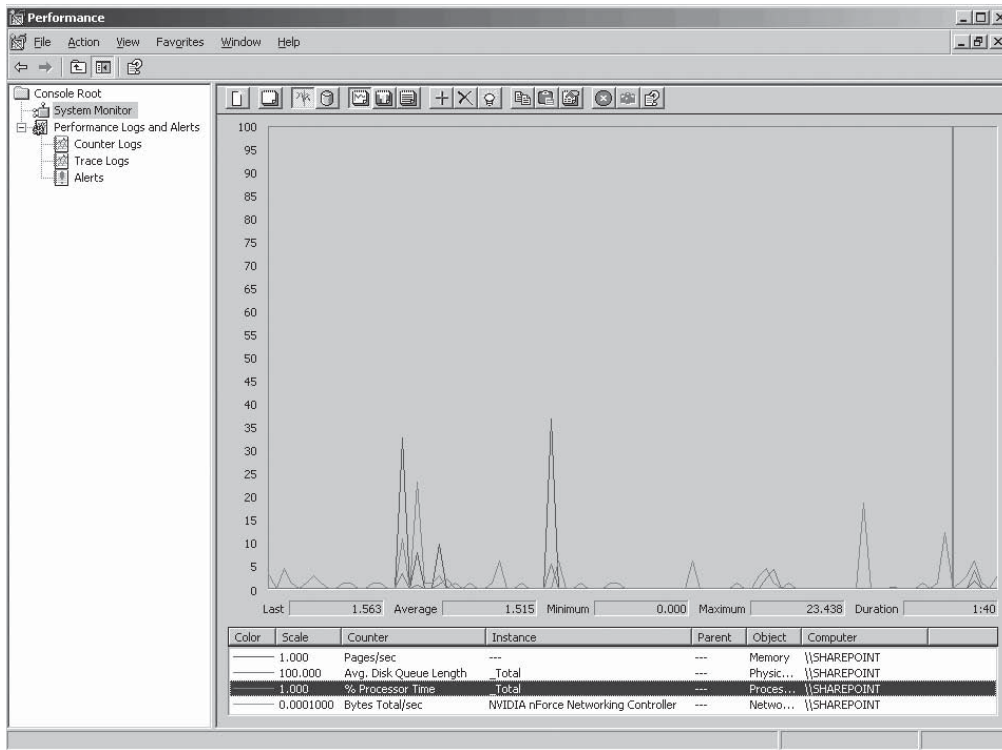 Performance
File Action View Favorites Window Help
Console Root
System Monitor
Performance Logs and Alerts
Counter Logs
Trace Logs
Alerts
100
95
90
85
80
75
70
65
60
55
50
45
40
35
30
25
20
15
10
5
0
Last 1.563 Average 1.515 Minimum 0.000 Maximum 23.438 Duration 1:40
Color Scale Counter Instance Parent Object Computer
1.000 Pages/sec --- --- Memory \\SHAREPOINT
100.000 Avg. Disk Queue Length _Total --- Physic... \\SHAREPOINT
1.000 % Processor Time _Total --- Proces... \\SHAREPOINT
0.0001000 Bytes Total/sec NVIDIA nForce Networking Controller --- Netwo... \\SHAREPOINT